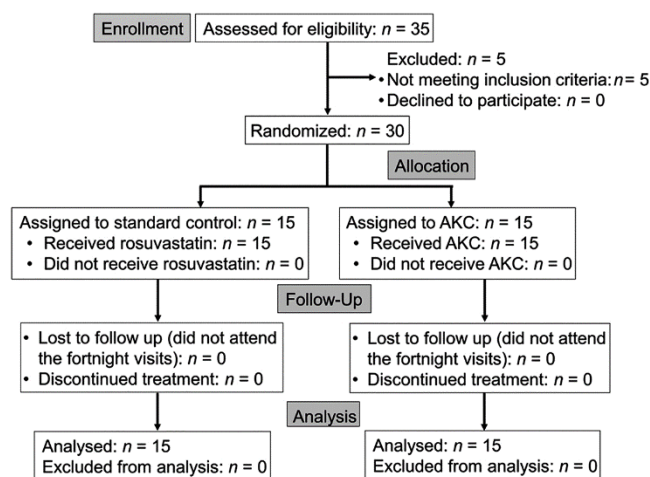 Enrollment
Assessed for eligibility: n = 35
Excluded: n = 5
•Not meeting inclusion criteria:n= 5
•Declined to participate: n = 0
Randomized: n = 30
Allocation
Assigned to standard control: n = 15
• Received rosuvastatin: n = 15
• Did not receive rosuvastatin: n = 0
Assigned to AKC: n = 15
• Received AKC: n = 15
• Did not receive AKC: n = 0
Follow-Up
• Lost to follow up (did not attend
the fortnight visits): n = 0
• Discontinued treatment: n = 0
• Lost to follow up (did not attend
the fortnight visits): n = 0
• Discontinued treatment: n = 0
Analysis
Analysed: n = 15
Excluded from analysis: n = 0
Analysed: n = 15
Excluded from analysis: n = 0